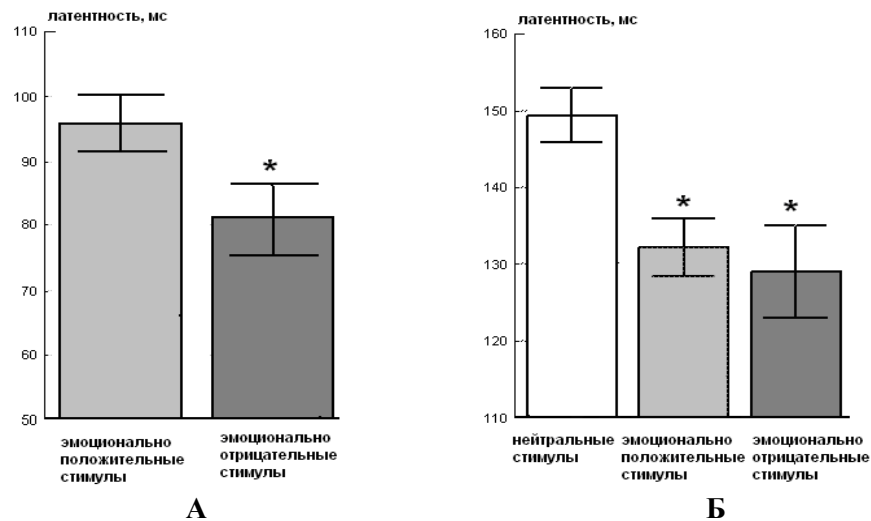 латентность, мс
110
100
90
80
70
60
50
*
эмоционально
положительные
стимулы
эмоционально
отрицательные
стимулы
А
латентность, мс
160
150
140
130
120
110
*
*
нейтральные
стимулы
эмоционально
положительные
стимулы
эмоционально
отрицательные
стимулы
Б